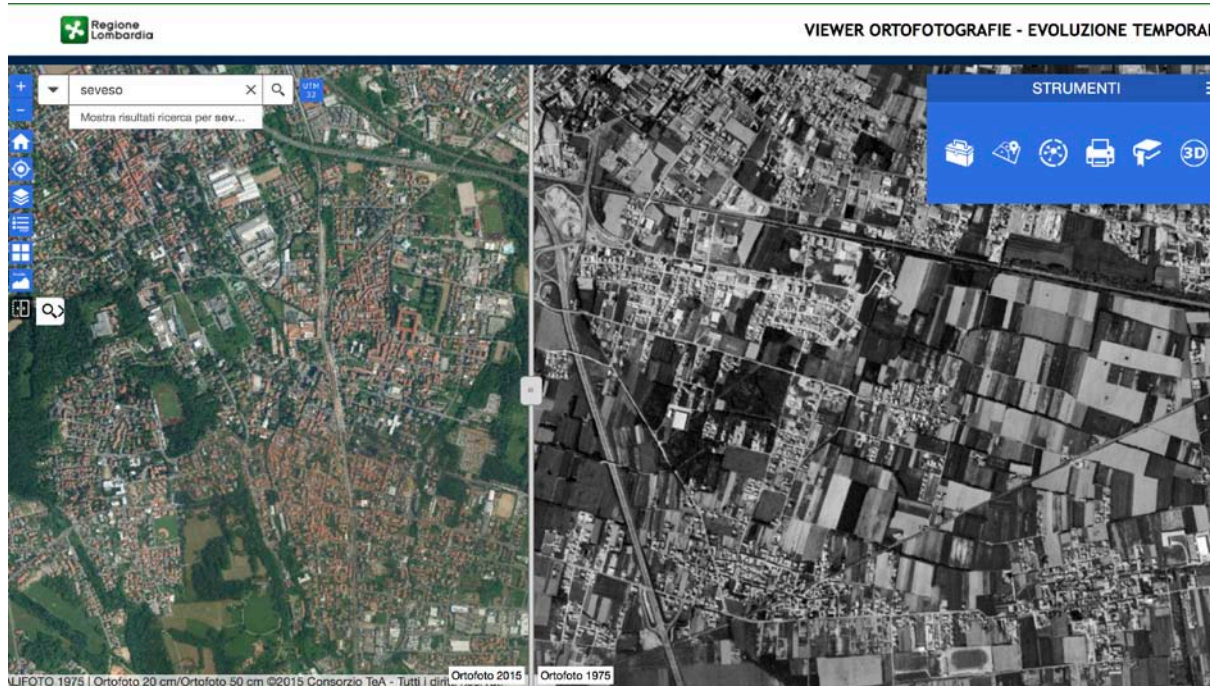 Regione
Lombardia
VIEWER ORTOFOTOGRAFIE - EVOLUZIONE TEMPORA
+
seveso
UTM
32
STRUMENTI
−
Mostra risultati ricerca per sev...
3D
Ortofoto 2015
Ortofoto 1975
LIFOTO 1975 | Ortofoto 20 cm/Ortofoto 50 cm ©2015 Consorzio TeA - Tutti i diritti